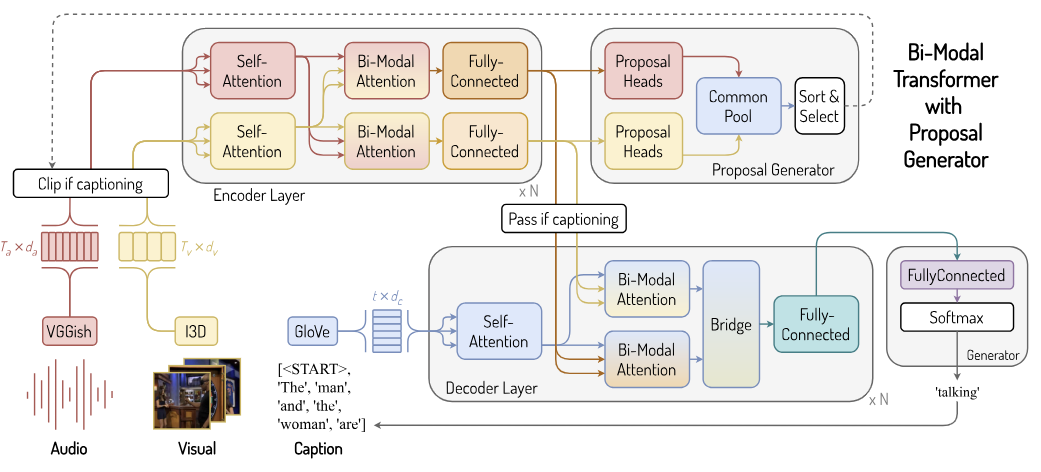 Bi-Modal
Transformer
with
Proposal
Generator
Self-
Attention
Bi-Modal
Attention
Fully-
Connected
Self-
Attention
Bi-Modal
Attention
Fully-
Connected
Encoder Layer
x N
Proposal
Heads
Proposal
Heads
Common
Pool
Sort &
Select
Proposal Generator
Clip if captioning
Pass if captioning
Ta × da
Tv × dv
VGGish
I3D
GloVe
t × dc
Self-
Attention
Bi-Modal
Attention
Bi-Modal
Attention
Bridge
Fully-
Connected
Decoder Layer
x N
FullyConnected
Softmax
Generator
'talking'
[<START>,
'The', 'man',
'and', 'the',
'woman', 'are']
Audio
Visual
Caption